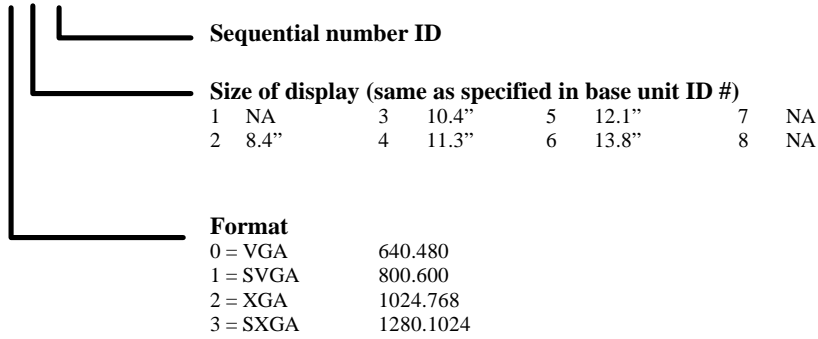 Sequential number ID
Size of display (same as specified in base unit ID #)
1 NA 3 10.4” 5 12.1” 7 NA
2 8.4” 4 11.3” 6 13.8” 8 NA
Format
0 = VGA 640.480
1 = SVGA 800.600
2 = XGA 1024.768
3 = SXGA 1280.1024